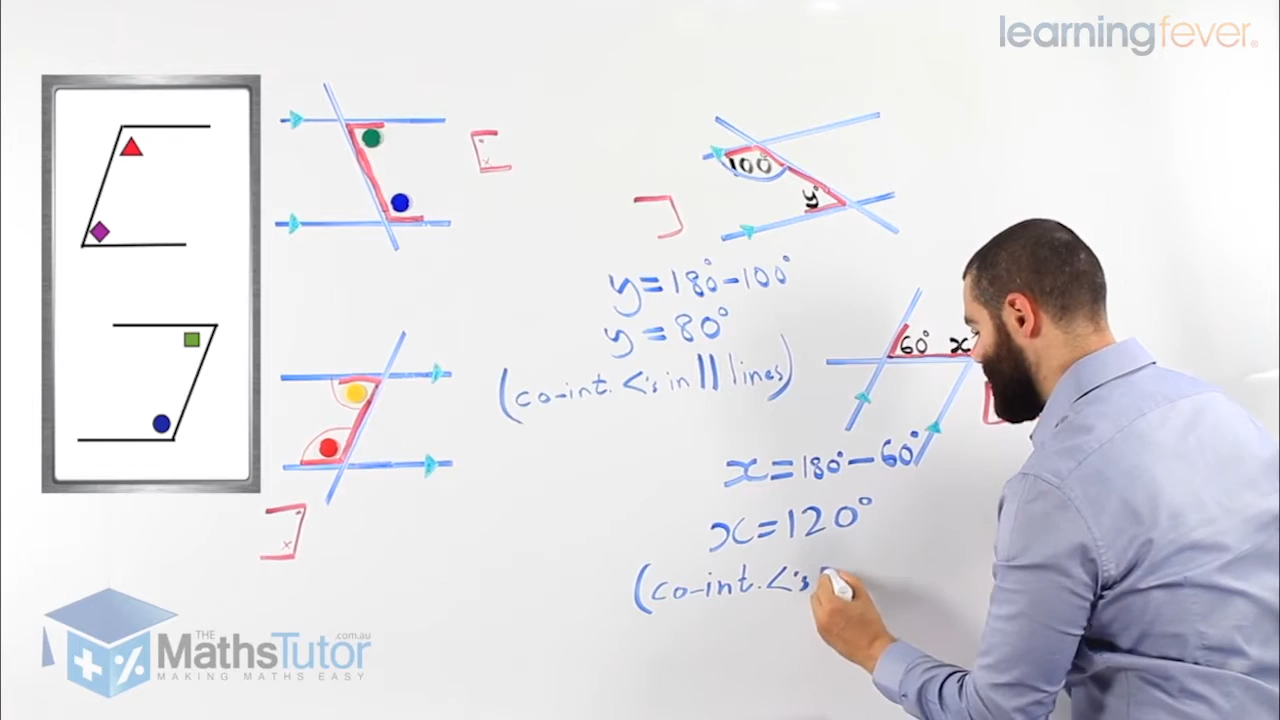 learningfever
100°
y°
y = 180° - 100°
y = 80°
(co-int. <'s in || lines)
60° x
x = 180° - 60°
x = 120°
(co-int. <'s
THE
MathsTutor
.com.au
MAKING MATHS EASY
+ %